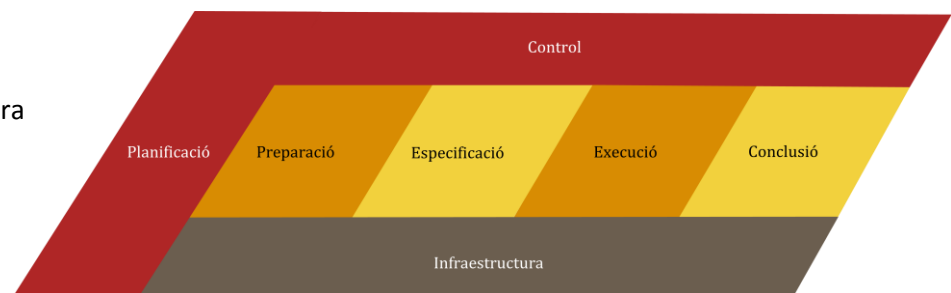 Control
ra
Planificació
Preparació
Especificació
Execució
Conclusió
Infraestructura